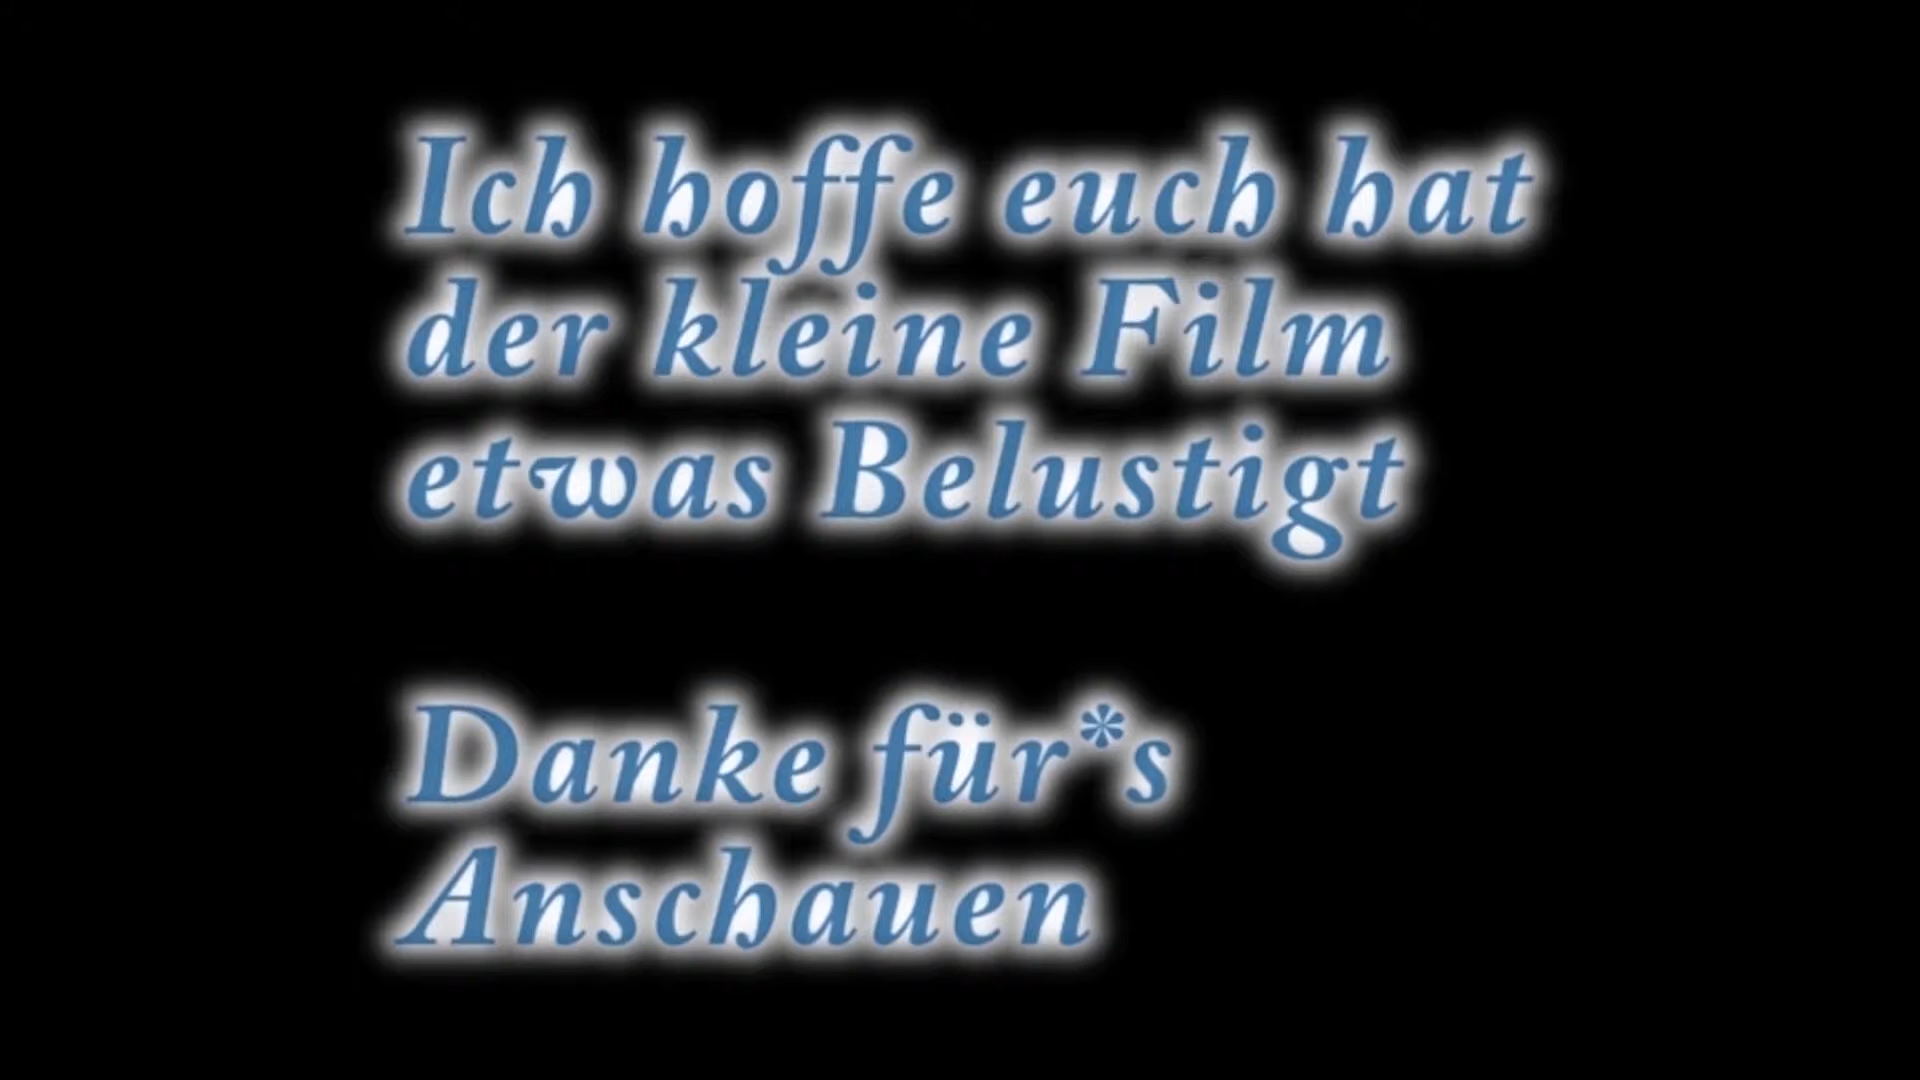 Ich hoffe euch hat
der kleine Film
etwas Belustigt
Danke für*s
Anschauen